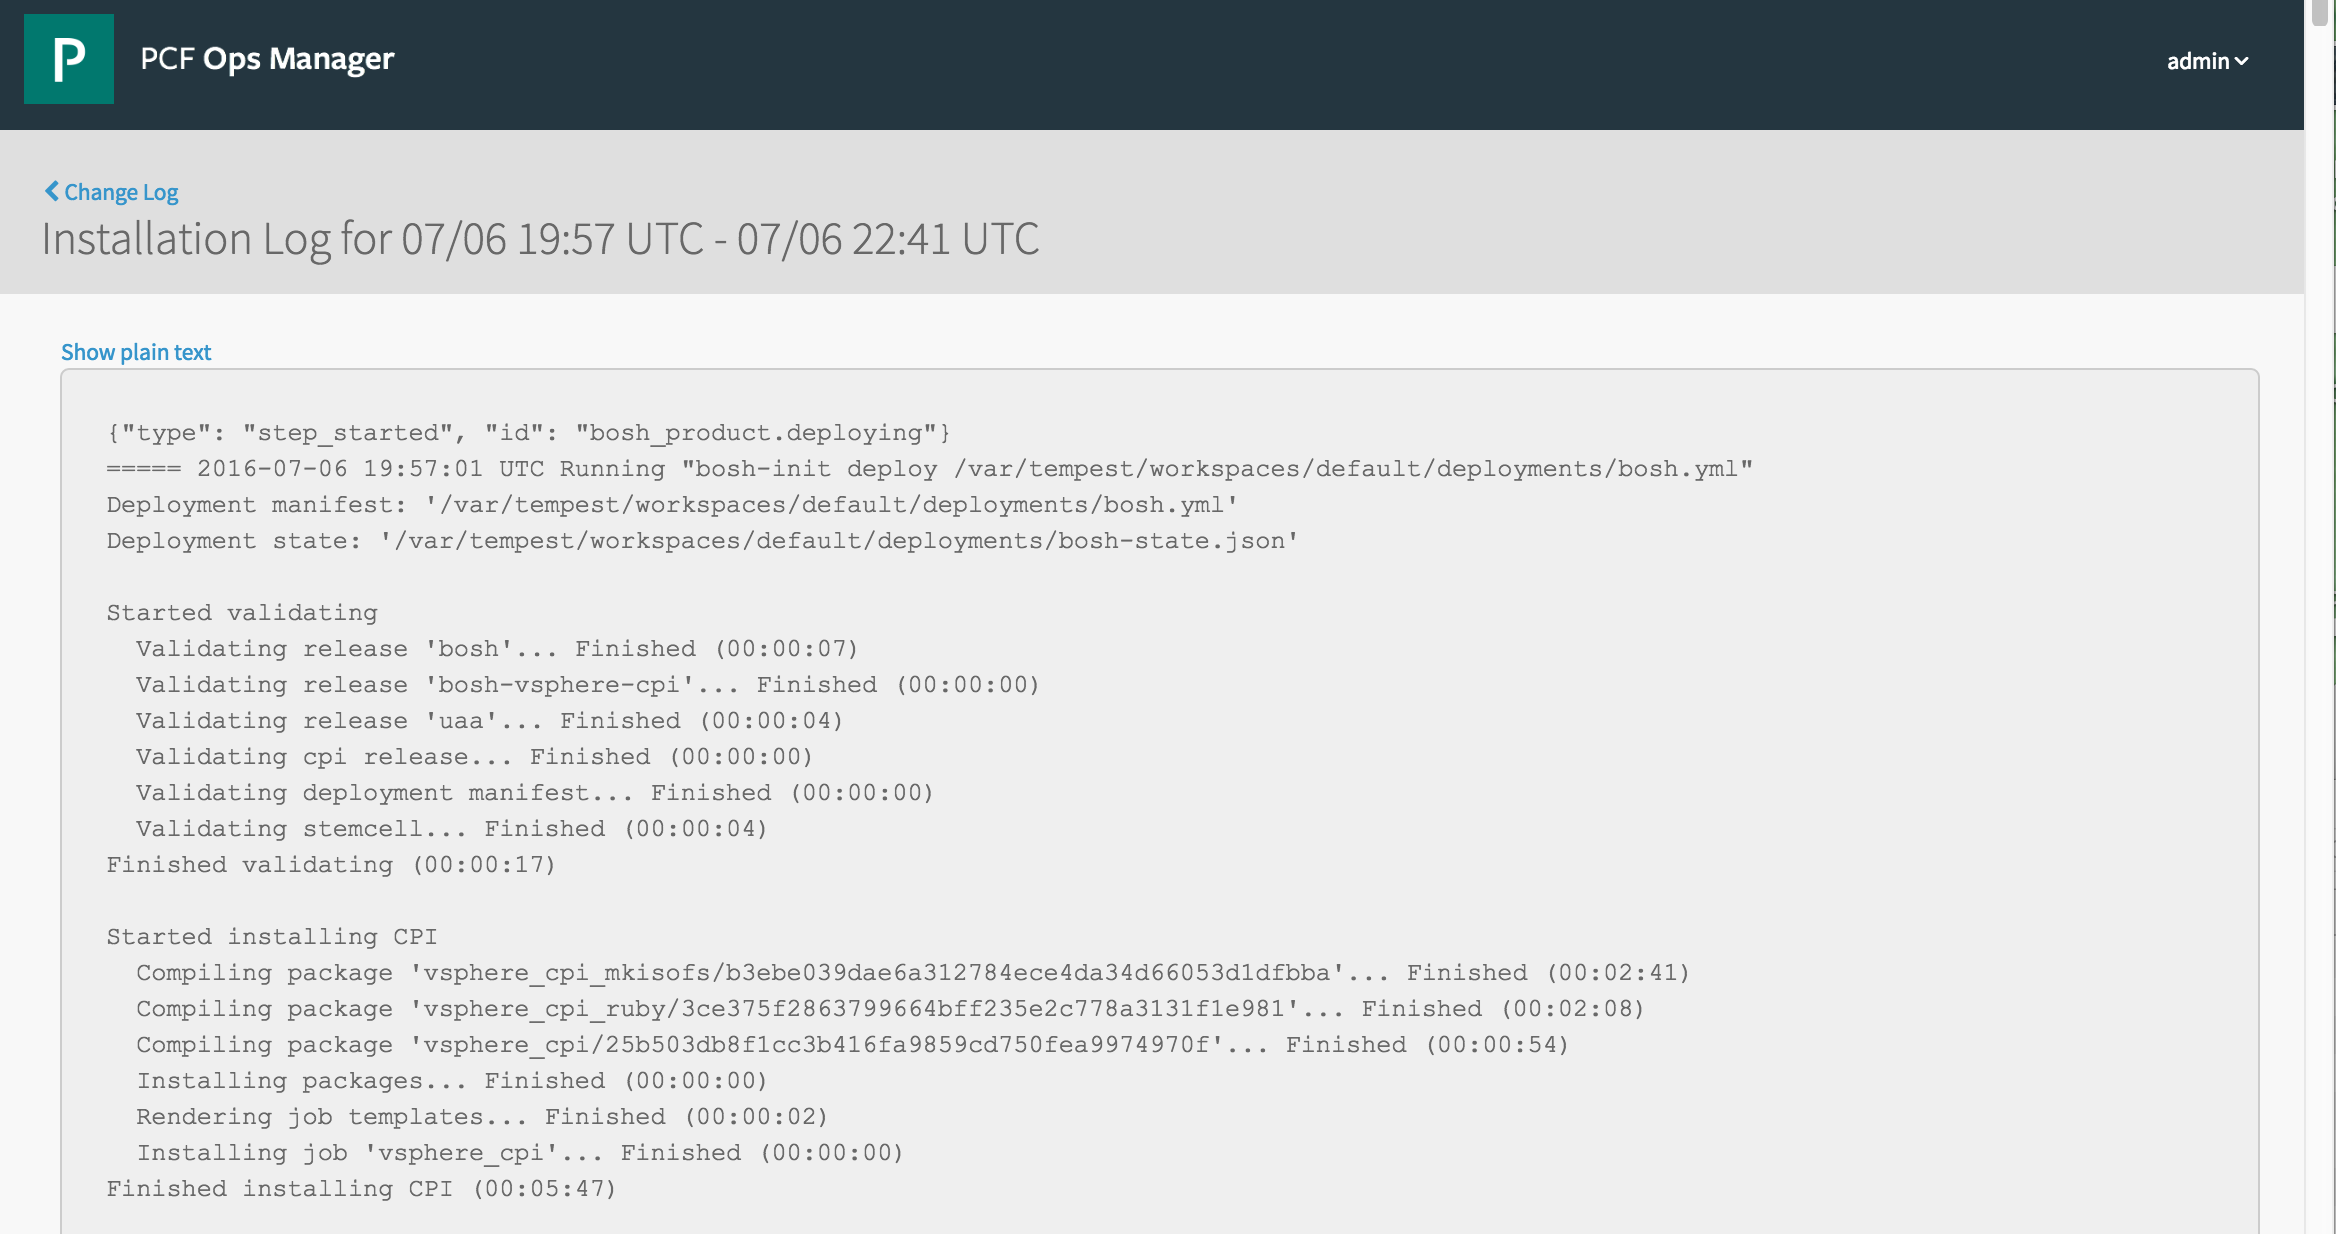 P
PCF Ops Manager
admin
Change Log
Installation Log for 07/06 19:57 UTC - 07/06 22:41 UTC
Show plain text
{"type": "step_started", "id": "bosh_product.deploying"}
===== 2016-07-06 19:57:01 UTC Running "bosh-init deploy /var/tempest/workspaces/default/deployments/bosh.yml"
Deployment manifest: '/var/tempest/workspaces/default/deployments/bosh.yml'
Deployment state: '/var/tempest/workspaces/default/deployments/bosh-state.json'
Started validating
Validating release 'bosh'... Finished (00:00:07)
Validating release 'bosh-vsphere-cpi'... Finished (00:00:00)
Validating release 'uaa'... Finished (00:00:04)
Validating cpi release... Finished (00:00:00)
Validating deployment manifest... Finished (00:00:00)
Validating stemcell... Finished (00:00:04)
Finished validating (00:00:17)
Started installing CPI
Compiling package 'vsphere_cpi_mkisofs/b3ebe039dae6a312784ece4da34d66053d1dfbba'... Finished (00:02:41)
Compiling package 'vsphere_cpi_ruby/3ce375f2863799664bff235e2c778a3131f1e981'... Finished (00:02:08)
Compiling package 'vsphere_cpi/25b503db8f1cc3b416fa9859cd750fea9974970f'... Finished (00:00:54)
Installing packages... Finished (00:00:00)
Rendering job templates... Finished (00:00:02)
Installing job 'vsphere_cpi'... Finished (00:00:00)
Finished installing CPI (00:05:47)